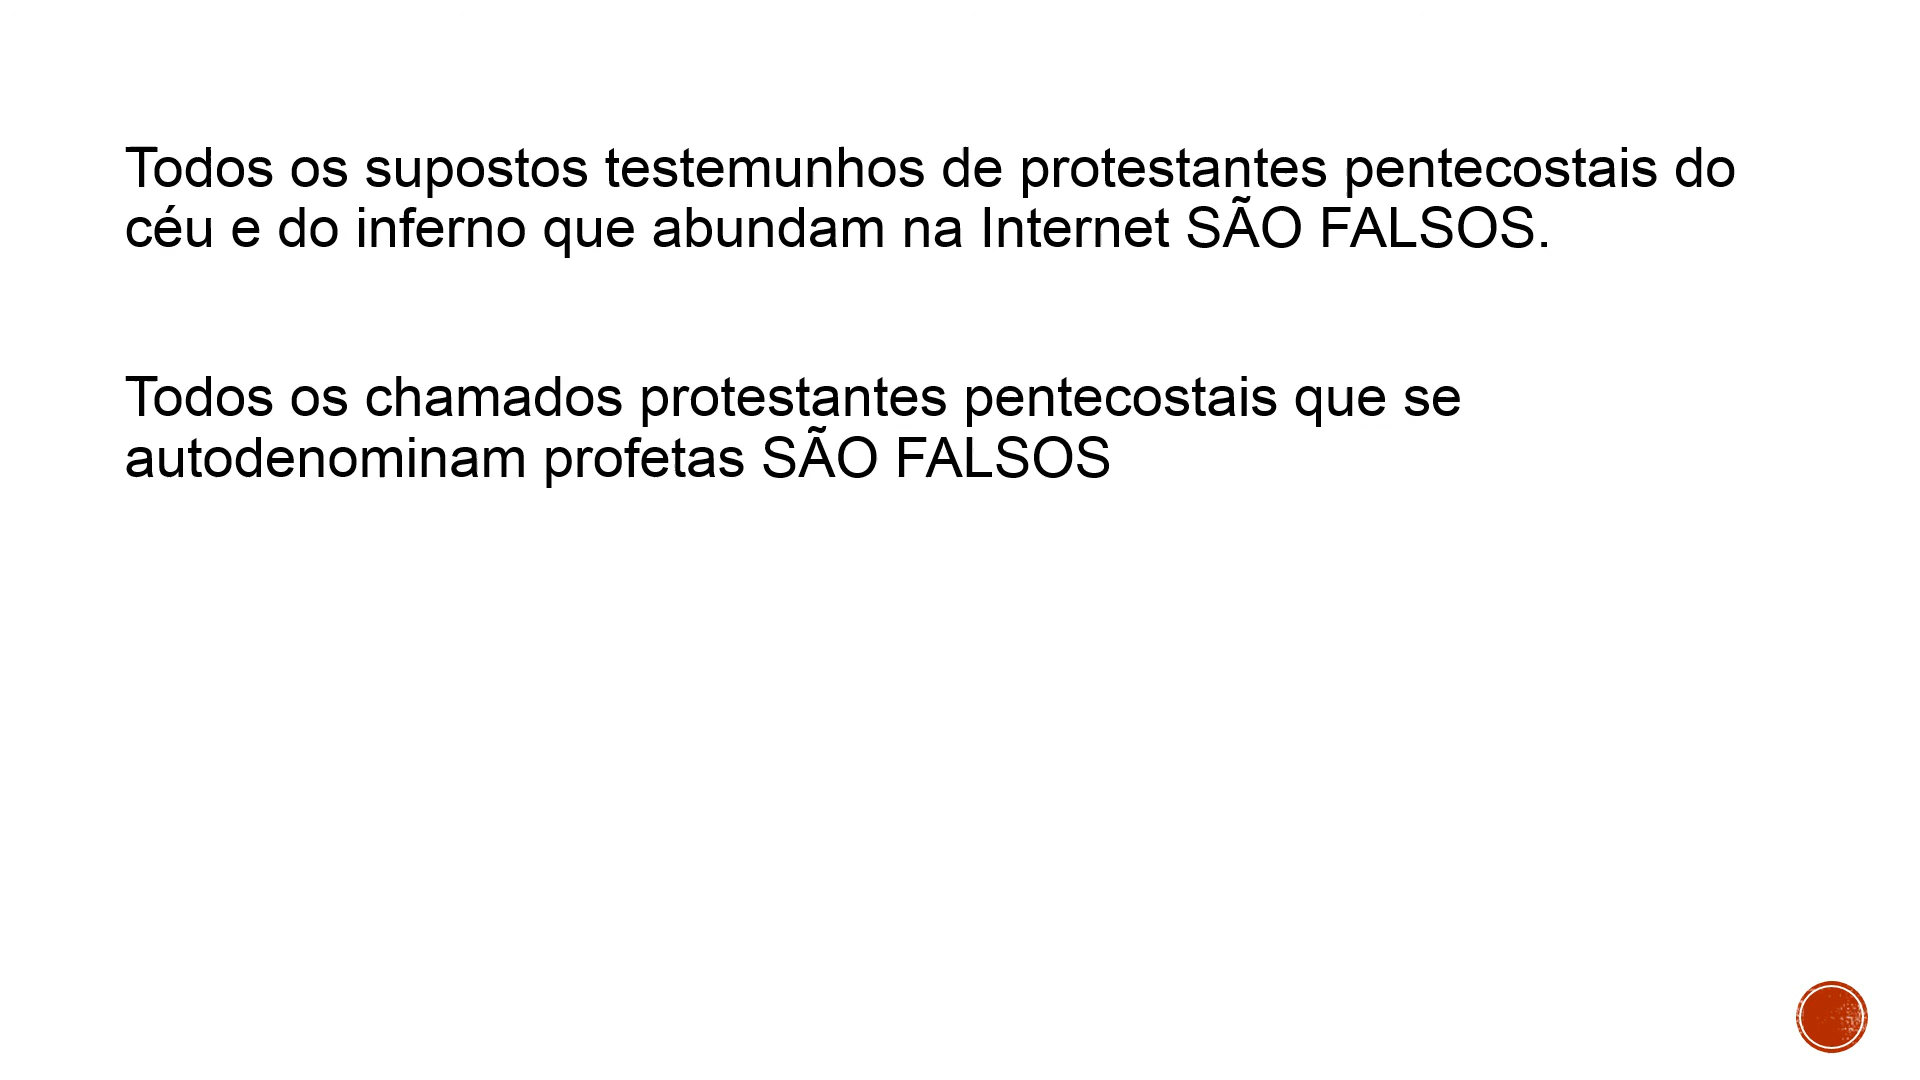 Todos os supostos testemunhos de protestantes pentecostais do
céu e do inferno que abundam na Internet SÃO FALSOS.
Todos os chamados protestantes pentecostais que se
autodenominam profetas SÃO FALSOS